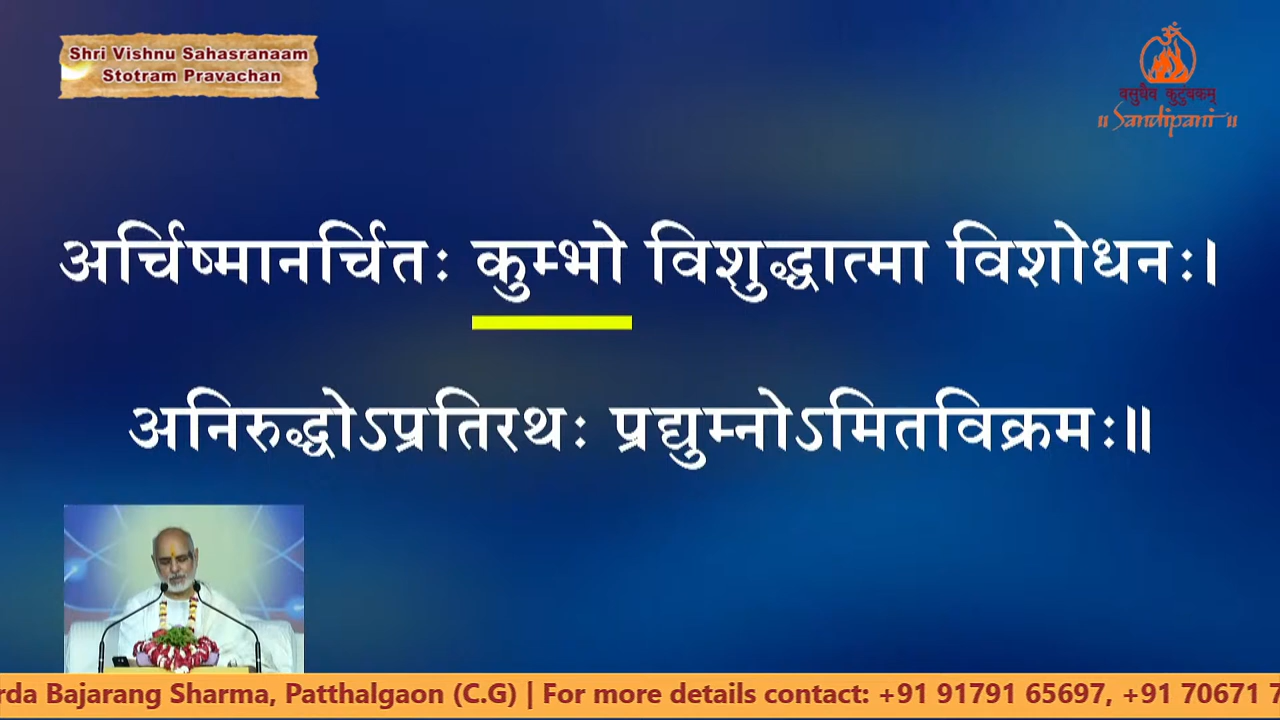 Shri Vishnu Sahasranaam
Stotram Pravachan
वसुधैव कुटुंबकम्
॥ Sandipani ॥
अर्चिष्मानर्चितः कुम्भो विशुद्धात्मा विशोधनः।
अनिरुद्धोऽप्रतिरथः प्रद्युम्नोऽमितविक्रमः॥
rda Bajarang Sharma, Patthalgaon (C.G) | For more details contact: +91 91791 65697, +91 70671 7